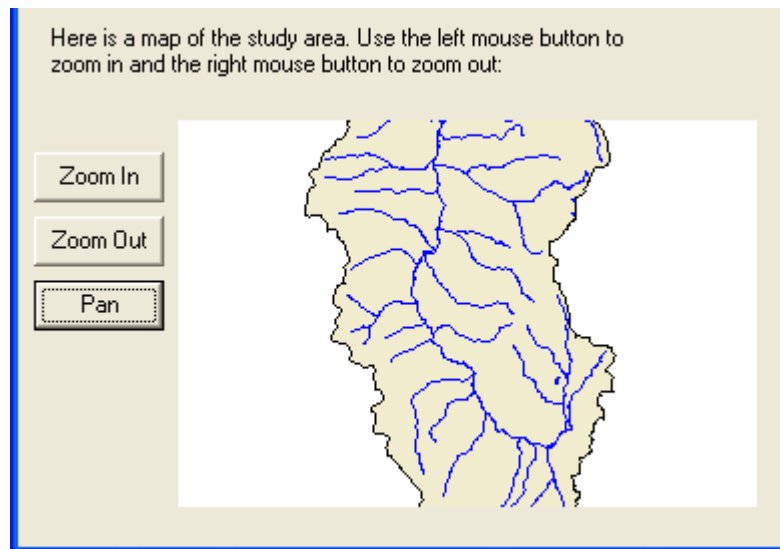 Here is a map of the study area. Use the left mouse button to
zoom in and the right mouse button to zoom out:
Zoom In
Zoom Out
Pan